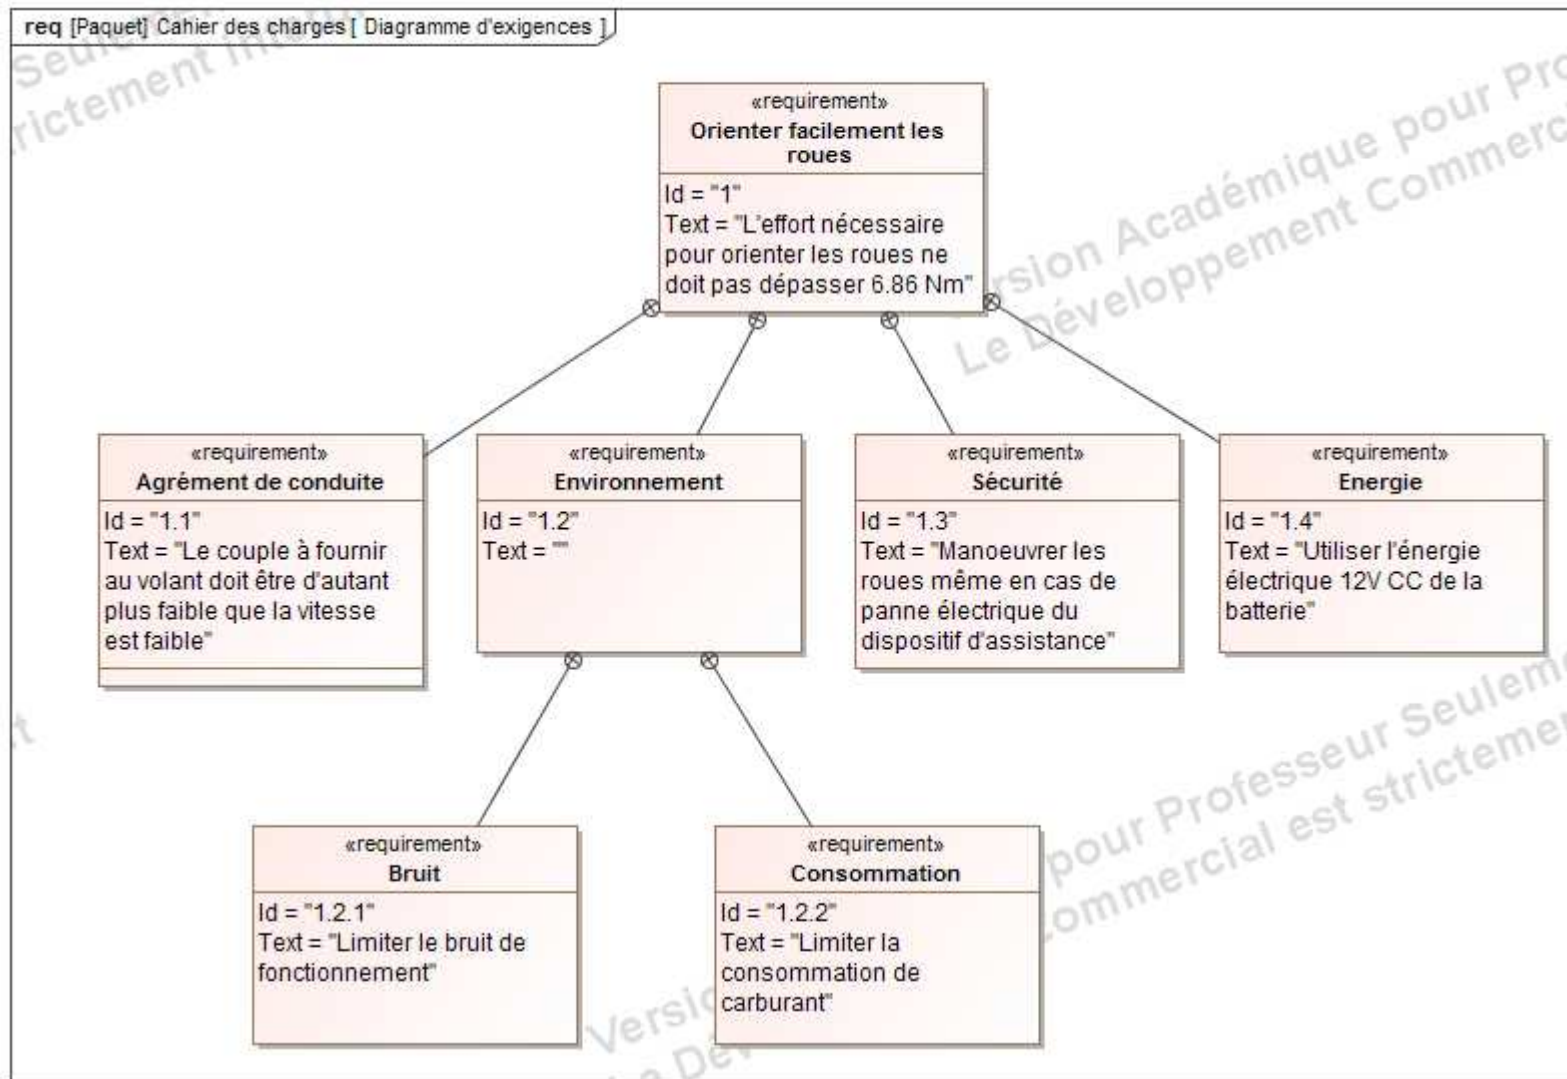 req [Paquet] Cahier des charges [ Diagramme d'exigences ]
«requirement»
Orienter facilement les
roues
Id = "1"
Text = "L'effort nécessaire
pour orienter les roues ne
doit pas dépasser 6.86 Nm"
«requirement»
Agrément de conduite
Id = "1.1"
Text = "Le couple à fournir
au volant doit être d'autant
plus faible que la vitesse
est faible"
«requirement»
Environnement
Id = "1.2"
Text = ""
«requirement»
Sécurité
Id = "1.3"
Text = "Manoeuvrer les
roues même en cas de
panne électrique du
dispositif d'assistance"
«requirement»
Energie
Id = "1.4"
Text = "Utiliser l'énergie
électrique 12V CC de la
batterie"
«requirement»
Bruit
Id = "1.2.1"
Text = "Limiter le bruit de
fonctionnement"
«requirement»
Consommation
Id = "1.2.2"
Text = "Limiter la
consommation de
carburant"
Académique pour
Le Développement
pour Professeur
est